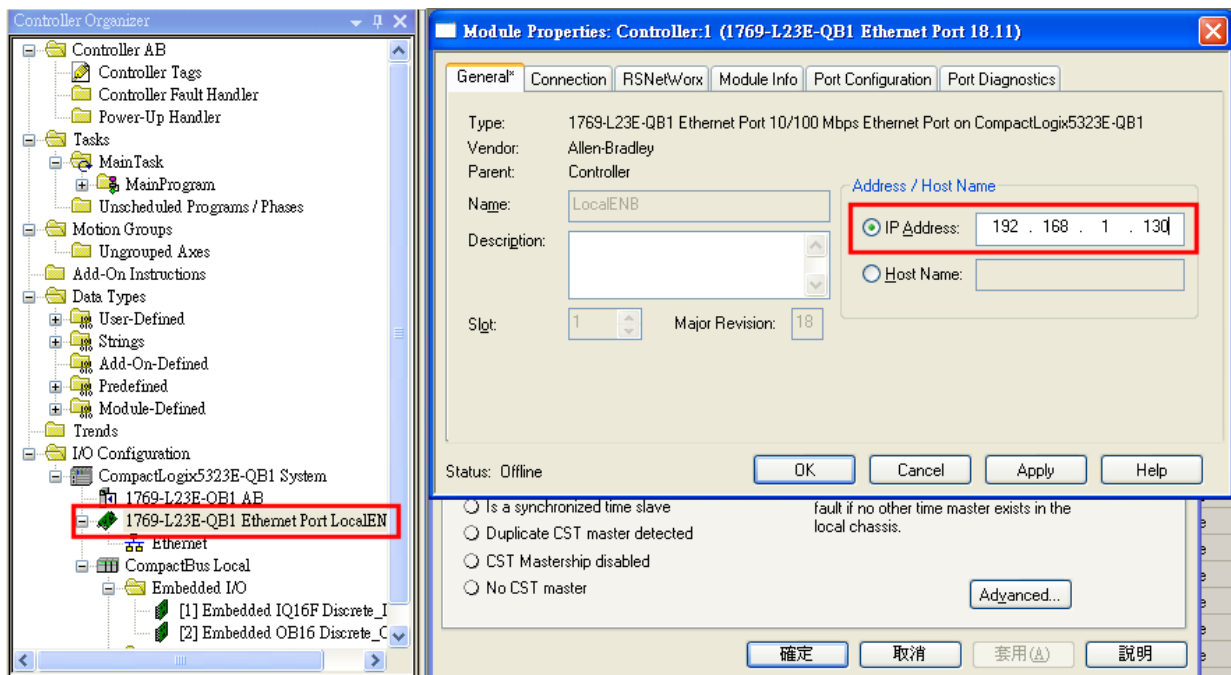 Controller Organizer
Controller AB
Controller Tags
Controller Fault Handler
Power-Up Handler
Tasks
MainTask
MainProgram
Unscheduled Programs / Phases
Motion Groups
Ungrouped Axes
Add-On Instructions
Data Types
User-Defined
Strings
Add-On-Defined
Predefined
Module-Defined
Trends
I/O Configuration
CompactLogix5323E-QB1 System
1769-L23E-QB1 AB
1769-L23E-QB1 Ethernet Port LocalEN
Ethernet
CompactBus Local
Embedded I/O
[1] Embedded IQ16F Discrete_I
[2] Embedded OB16 Discrete_C
Module Properties: Controller:1 (1769-L23E-QB1 Ethernet Port 18.11)
General* Connection RSNetWorx Module Info Port Configuration Port Diagnostics
Type: 1769-L23E-QB1 Ethernet Port 10/100 Mbps Ethernet Port on CompactLogix5323E-QB1
Vendor: Allen-Bradley
Parent: Controller
Name: LocalENB
Description:
Slot: 1 Major Revision: 18
Address / Host Name
IP Address: 192 . 168 . 1 . 130
Host Name:
Status: Offline
OK Cancel Apply Help
Is a synchronized time slave
Duplicate CST master detected
CST Mastership disabled
No CST master
fault if no other time master exists in the
local chassis.
Advanced...
確定 取消 套用(A) 說明